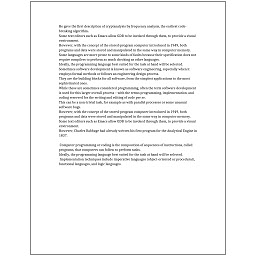 He gave the first description of cryptanalysis by frequency analysis, the earliest code-
breaking algorithm.
Some text editors such as Emacs allow GDB to be invoked through them, to provide a visual
environment.
However, with the concept of the stored-program computer introduced in 1949, both
programs and data were stored and manipulated in the same way in computer memory.
Some languages are more prone to some kinds of faults because their specification does not
require compilers to perform as much checking as other languages.
Ideally, the programming language best suited for the task at hand will be selected.
Sometimes software development is known as software engineering, especially when it
employs formal methods or follows an engineering design process.
They are the building blocks for all software, from the simplest applications to the most
sophisticated ones.
While these are sometimes considered programming, often the term software development
is used for this larger overall process – with the terms programming, implementation, and
coding reserved for the writing and editing of code per se.
This can be a non-trivial task, for example as with parallel processes or some unusual
software bugs.
However, with the concept of the stored-program computer introduced in 1949, both
programs and data were stored and manipulated in the same way in computer memory.
Some text editors such as Emacs allow GDB to be invoked through them, to provide a visual
environment.
However, Charles Babbage had already written his first program for the Analytical Engine in
1837.
Computer programming or coding is the composition of sequences of instructions, called
programs, that computers can follow to perform tasks.
Ideally, the programming language best suited for the task at hand will be selected.
Implementation techniques include imperative languages (object-oriented or procedural),
functional languages, and logic languages.